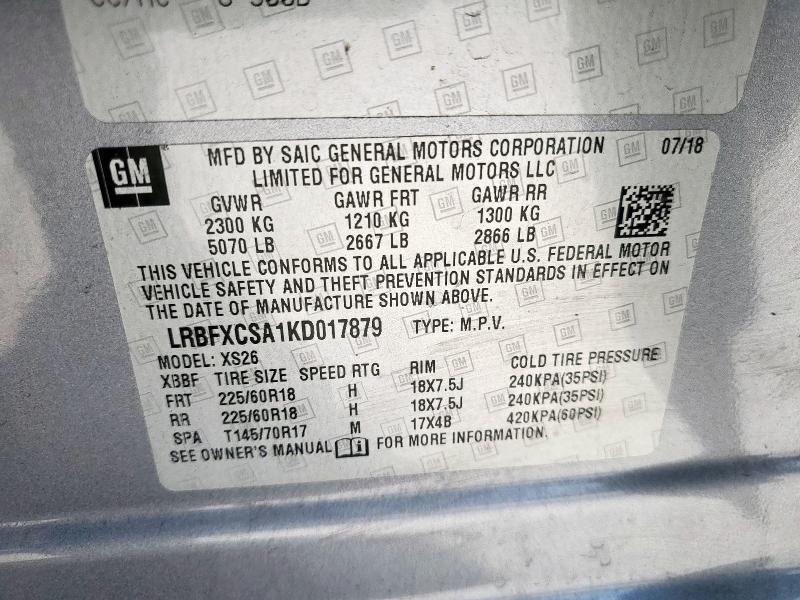 GM
MFD BY SAIC GENERAL MOTORS CORPORATION 07/18
LIMITED FOR GENERAL MOTORS LLC
GVWR GAWR FRT GAWR RR
2300 KG 1210 KG 1300 KG
5070 LB 2667 LB 2866 LB
THIS VEHICLE CONFORMS TO ALL APPLICABLE U.S. FEDERAL MOTOR
VEHICLE SAFETY AND THEFT PREVENTION STANDARDS IN EFFECT ON
THE DATE OF MANUFACTURE SHOWN ABOVE.
LRBFXCSA1KD017879 TYPE: M.P.V.
MODEL: XS26
XBBF TIRE SIZE SPEED RTG RIM COLD TIRE PRESSURE
FRT 225/60R18 H 18X7.5J 240KPA(35PSI)
RR 225/60R18 H 18X7.5J 240KPA(35PSI)
SPA T145/70R17 M 17X4B 420KPA(60PSI)
SEE OWNER'S MANUAL FOR MORE INFORMATION.